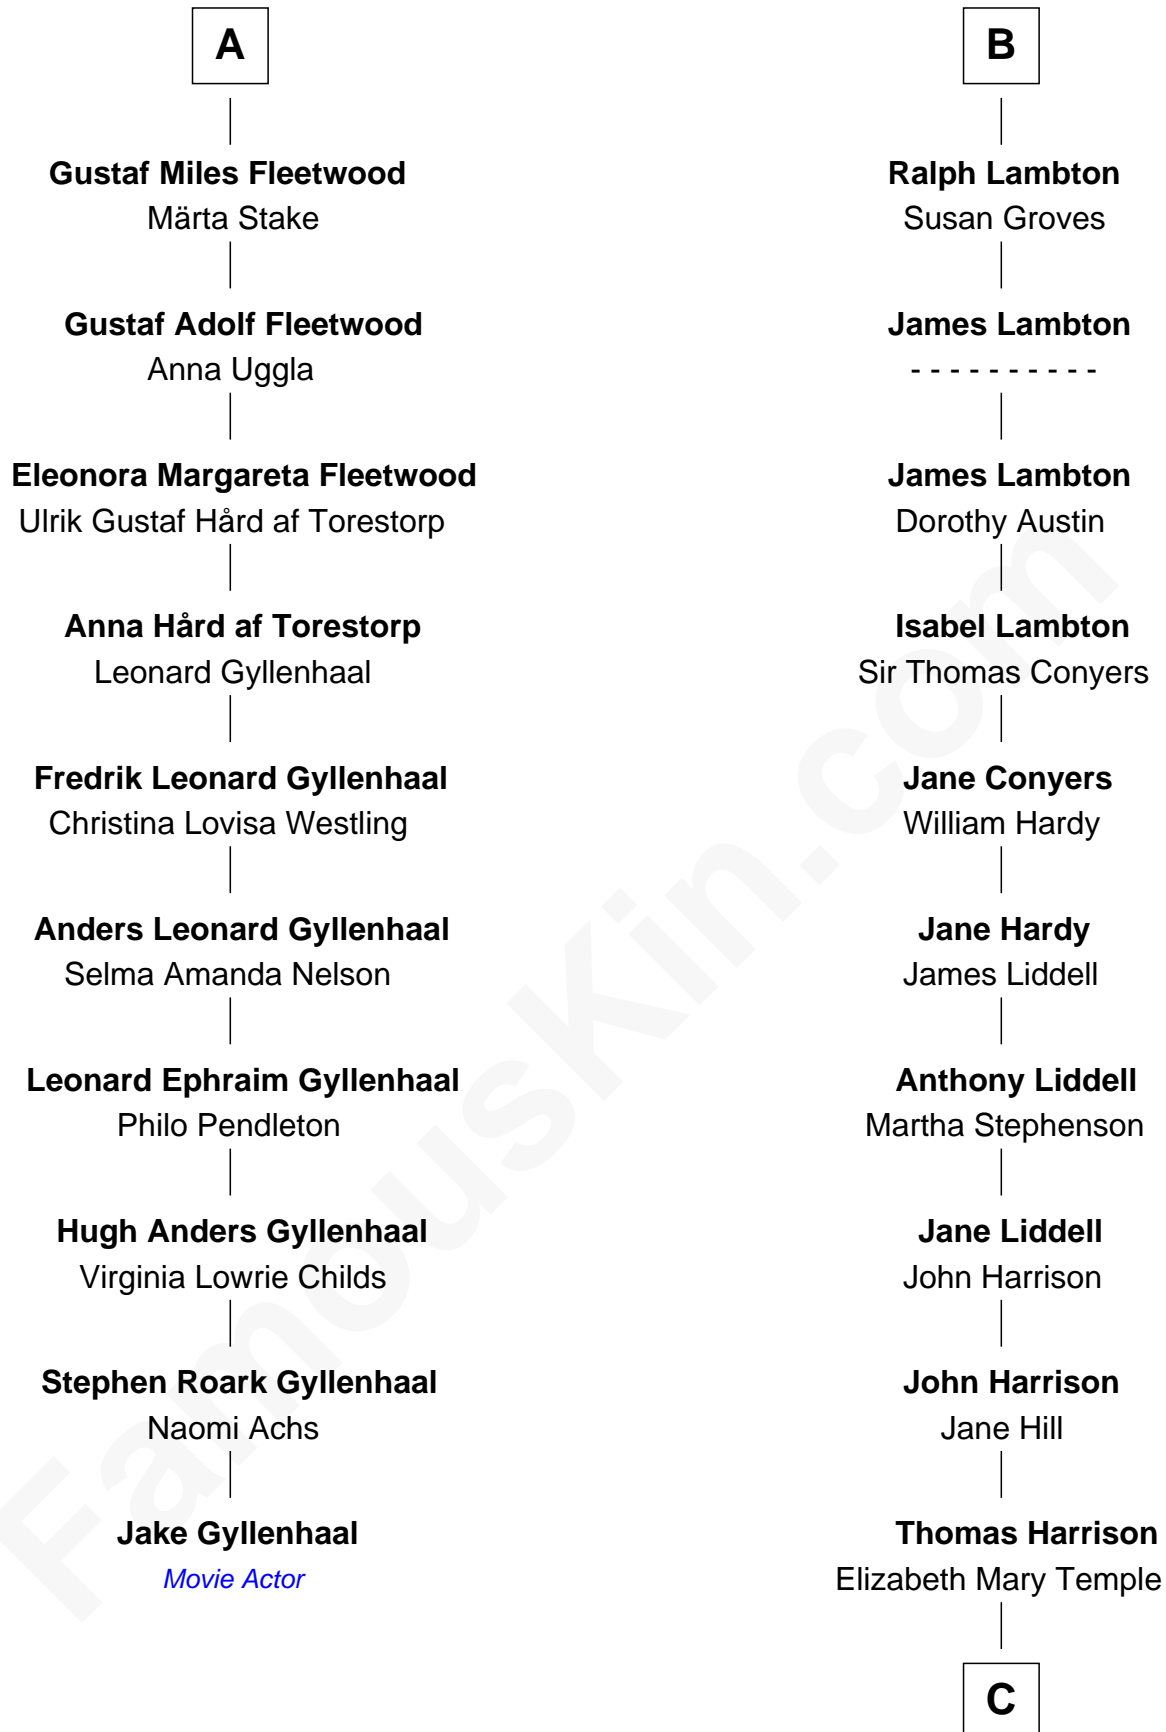 A
Gustaf Miles Fleetwood
Märta Stake
Gustaf Adolf Fleetwood
Anna Uggla
Eleonora Margareta Fleetwood
Ulrik Gustaf Hård af Torestorp
Anna Hård af Torestorp
Leonard Gyllenhaal
Fredrik Leonard Gyllenhaal
Christina Lovisa Westling
Anders Leonard Gyllenhaal
Selma Amanda Nelson
Leonard Ephraim Gyllenhaal
Philo Pendleton
Hugh Anders Gyllenhaal
Virginia Lowrie Childs
Stephen Roark Gyllenhaal
Naomi Achs
Jake Gyllenhaal
Movie Actor
B
Ralph Lambton
Susan Groves
James Lambton
- - - - - - - - - -
James Lambton
Dorothy Austin
Isabel Lambton
Sir Thomas Conyers
Jane Conyers
William Hardy
Jane Hardy
James Liddell
Anthony Liddell
Martha Stephenson
Jane Liddell
John Harrison
John Harrison
Jane Hill
Thomas Harrison
Elizabeth Mary Temple
C
FamousKin.com